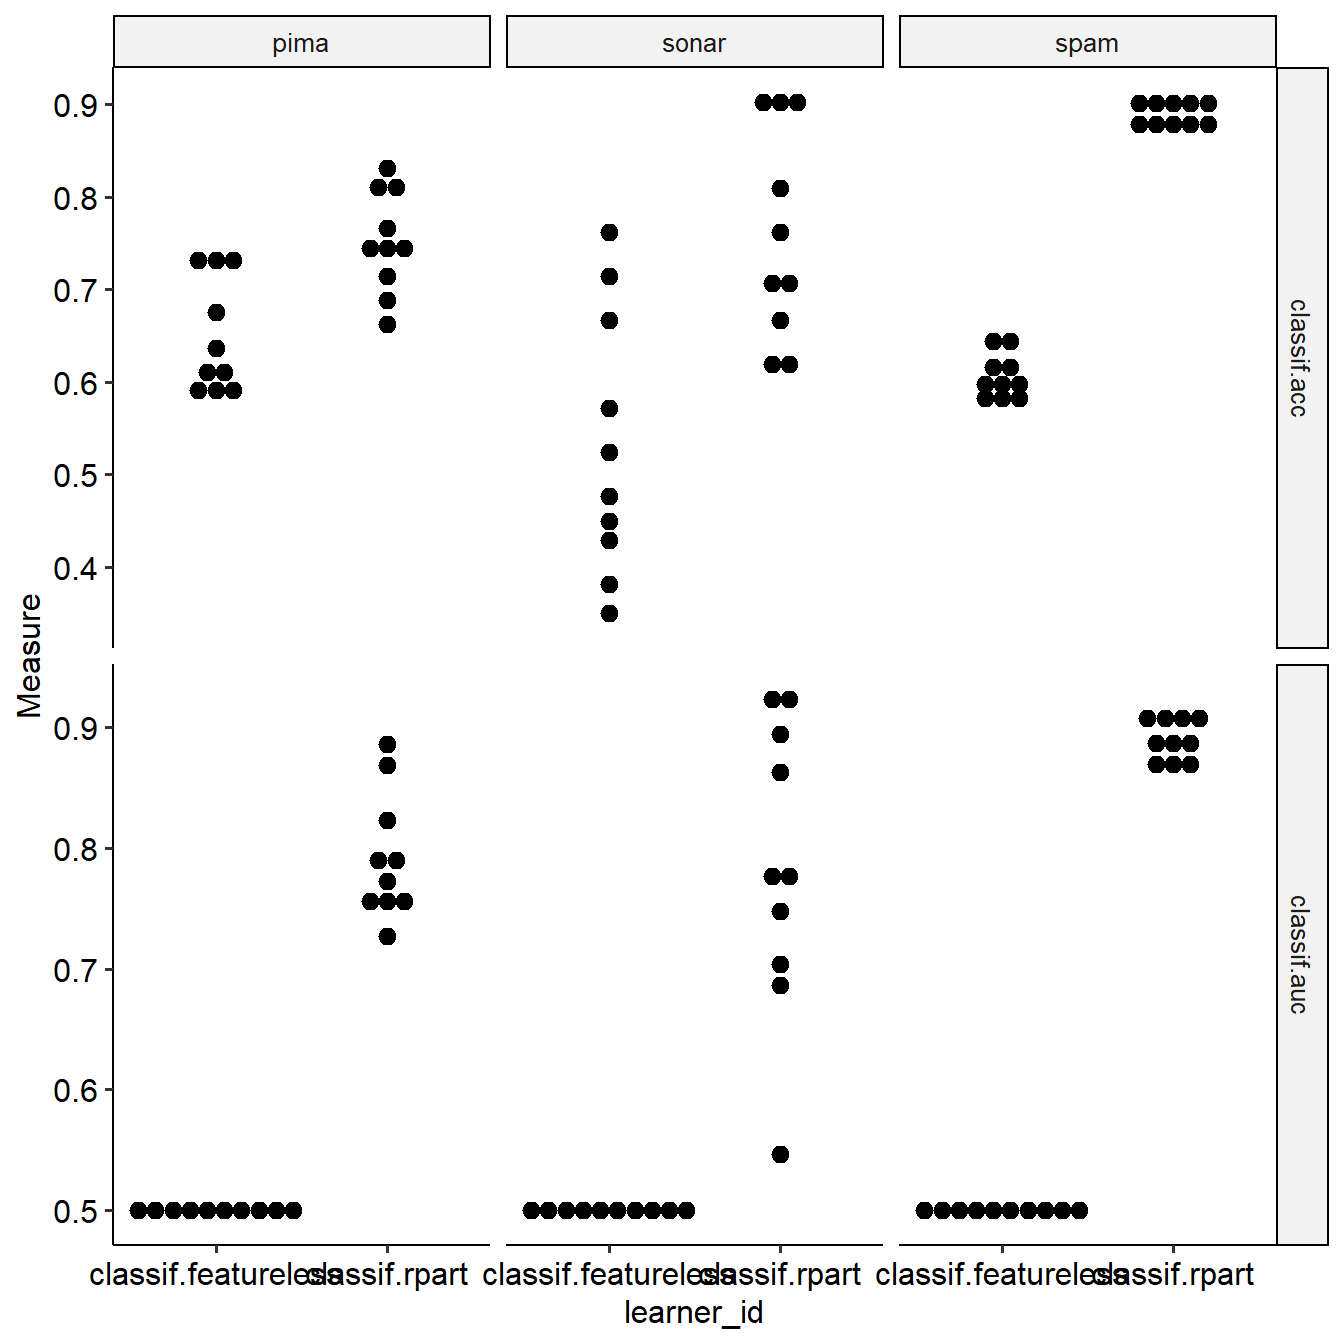 pima
sonar
spam
0.9
0.8
0.7
0.6
0.5
0.4
classif.acc
Measure
0.9
0.8
0.7
0.6
0.5
classif.auc
classif.featureless classif.rpart classif.featureless classif.rpart classif.featureless classif.rpart
learner_id